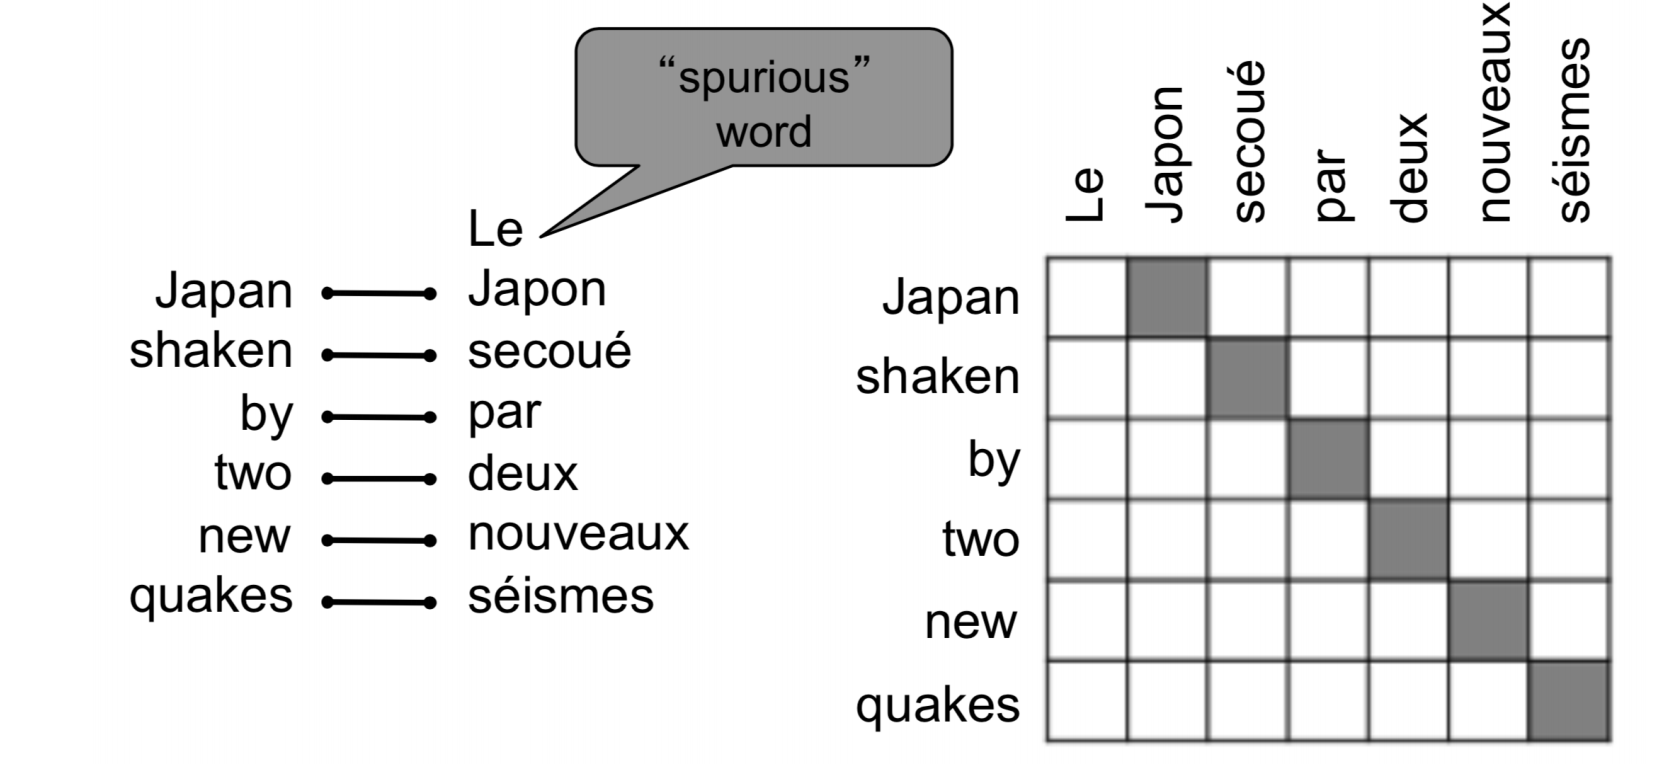 “spurious”
word
Le
Japan Japon
shaken secoué
by par
two deux
new nouveaux
quakes séismes
Le Japon secoué par deux nouveaux séismes
Japan
shaken
by
two
new
quakes